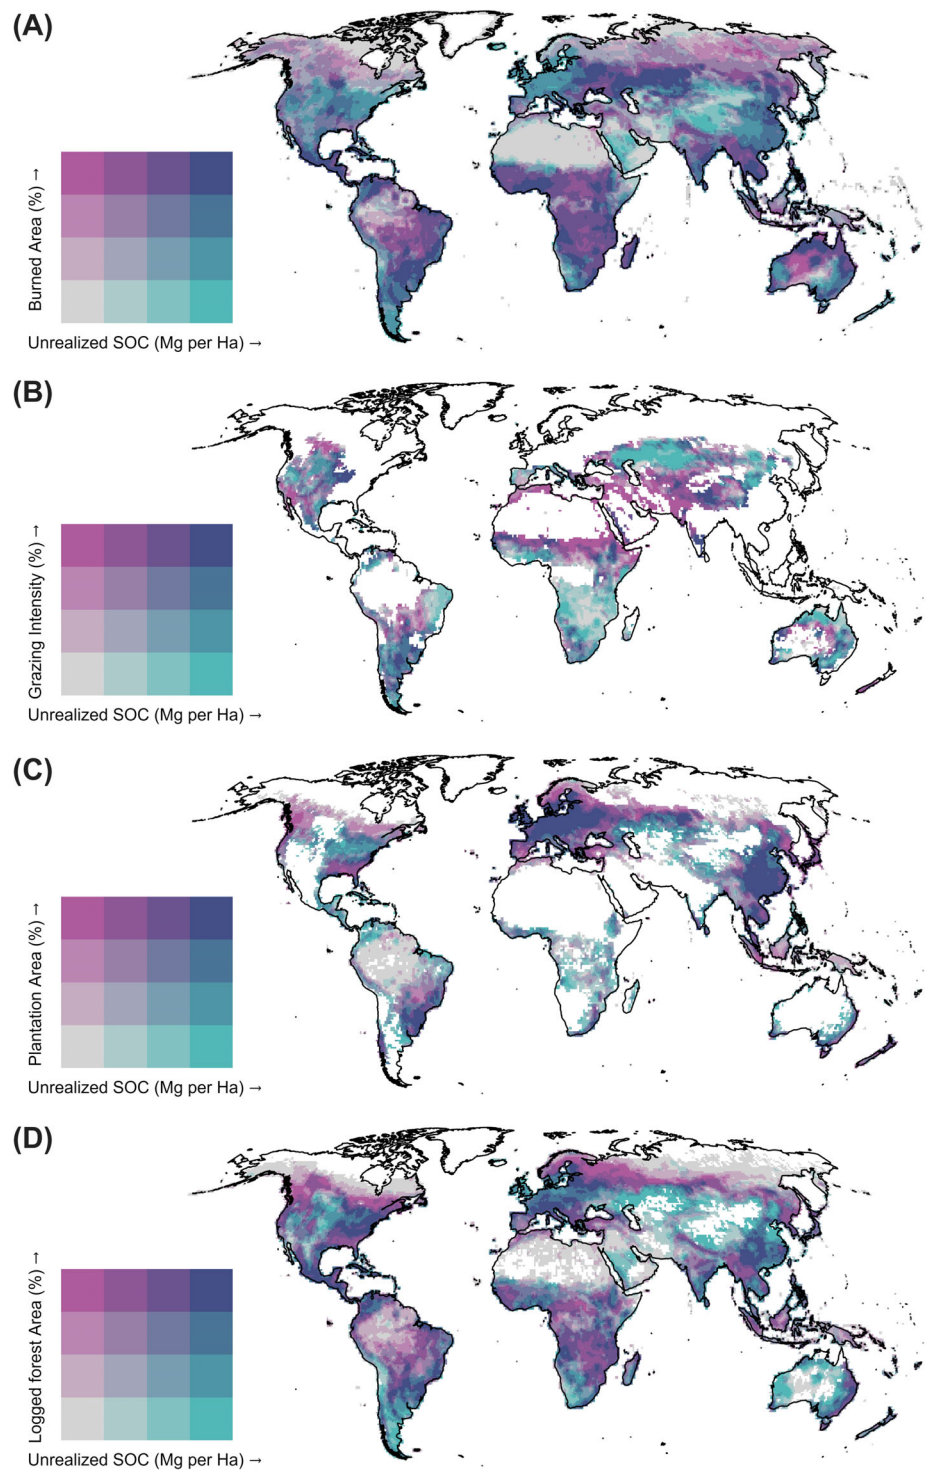 (A)
Burned Area (%) →
Unrealized SOC (Mg per Ha) →
(B)
Grazing Intensity (%) →
Unrealized SOC (Mg per Ha) →
(C)
Plantation Area (%) →
Unrealized SOC (Mg per Ha) →
(D)
Logged forest Area (%) →
Unrealized SOC (Mg per Ha) →